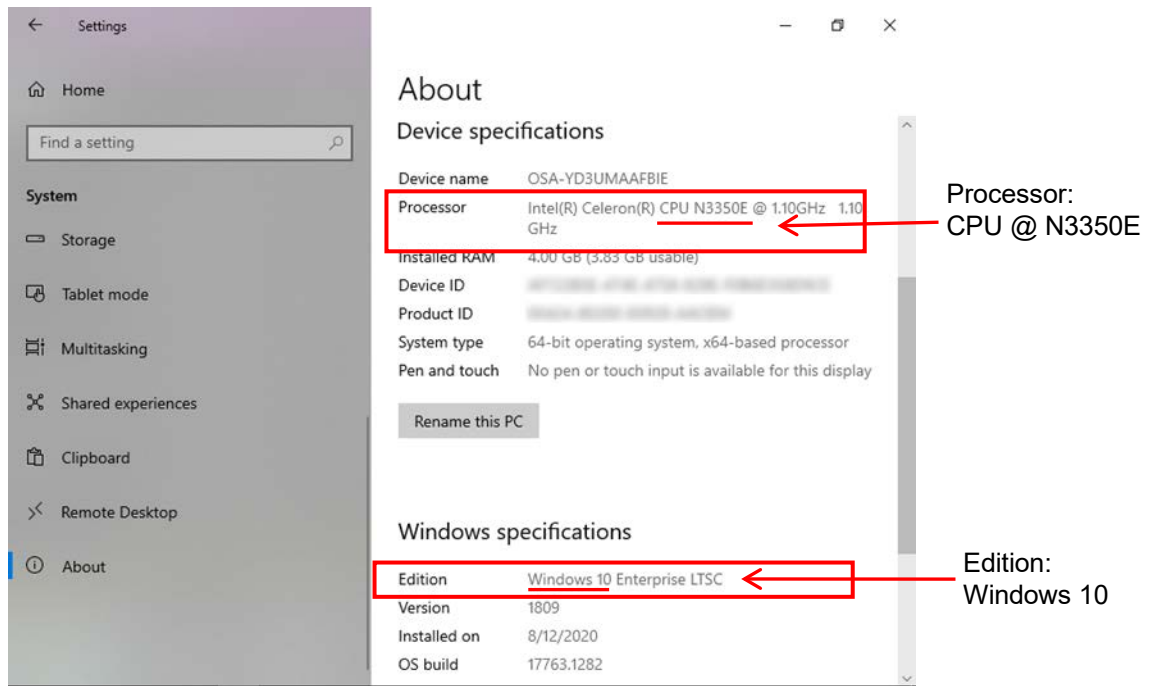 Settings
Home
Find a setting
System
Storage
Tablet mode
Multitasking
Shared experiences
Clipboard
Remote Desktop
About
About
Device specifications
Device name OSA-YD3UMAAFBIE
Processor Intel(R) Celeron(R) CPU N3350E @ 1.10GHz 1.10
GHz
Installed RAM 4.00 GB (3.83 GB usable)
Device ID
Product ID
System type 64-bit operating system, x64-based processor
Pen and touch No pen or touch input is available for this display
Rename this PC
Windows specifications
Edition Windows 10 Enterprise LTSC
Version 1809
Installed on 8/12/2020
OS build 17763.1282
Processor:
CPU @ N3350E
Edition:
Windows 10